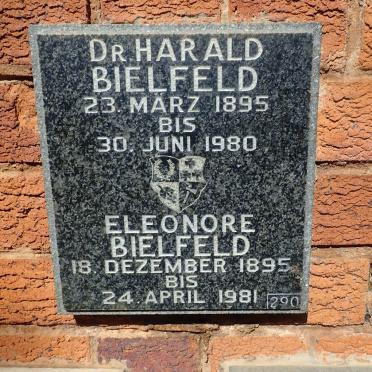 DR. HARALD
BIELFELD
23. MÄRZ 1895
BIS
30. JUNI 1980
ELEONORE
BIELFELD
18. DEZEMBER 1895
BIS
24 APRIL 1981
290